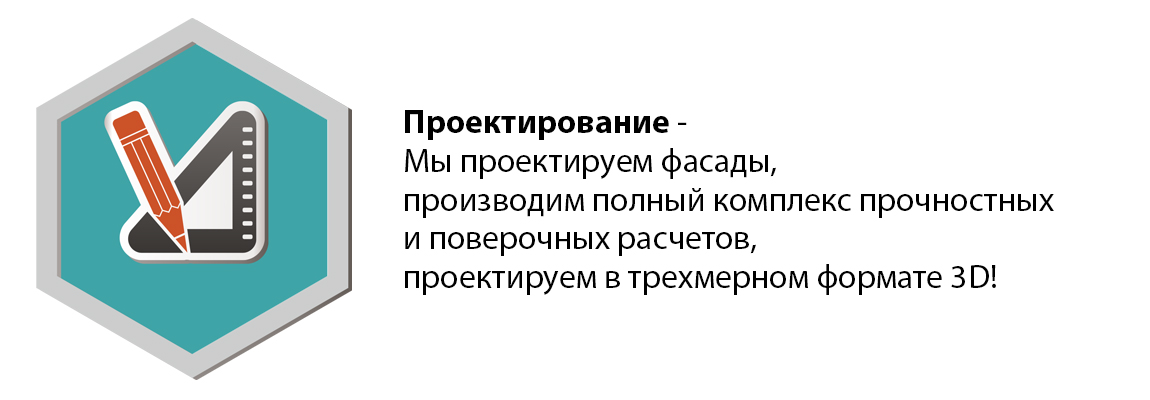 Проектирование -
Мы проектируем фасады,
производим полный комплекс прочностных
и поверочных расчетов,
проектируем в трехмерном формате 3D!